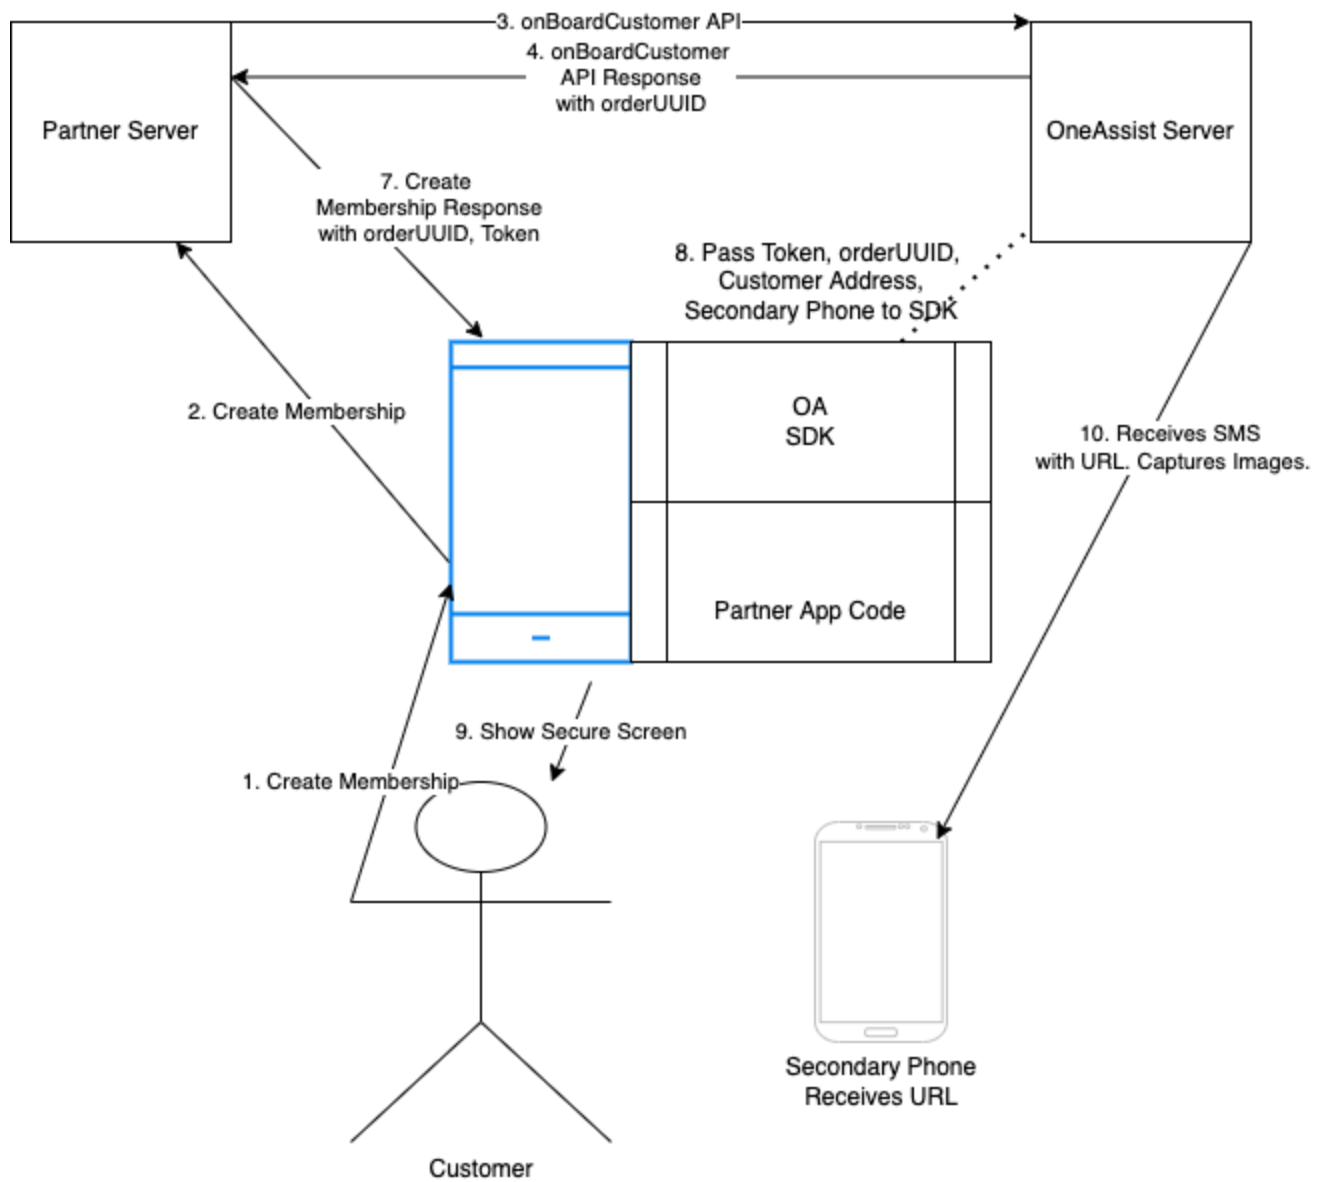 3. onBoardCustomer API
4. onBoardCustomer
API Response
with orderUUID
Partner Server
OneAssist Server
7. Create
Membership Response
with orderUUID, Token
8. Pass Token, orderUUID,
Customer Address,
Secondary Phone to SDK
2. Create Membership
OA
SDK
10. Receives SMS
with URL. Captures Images.
Partner App Code
9. Show Secure Screen
1. Create Membership
Secondary Phone
Receives URL
Customer